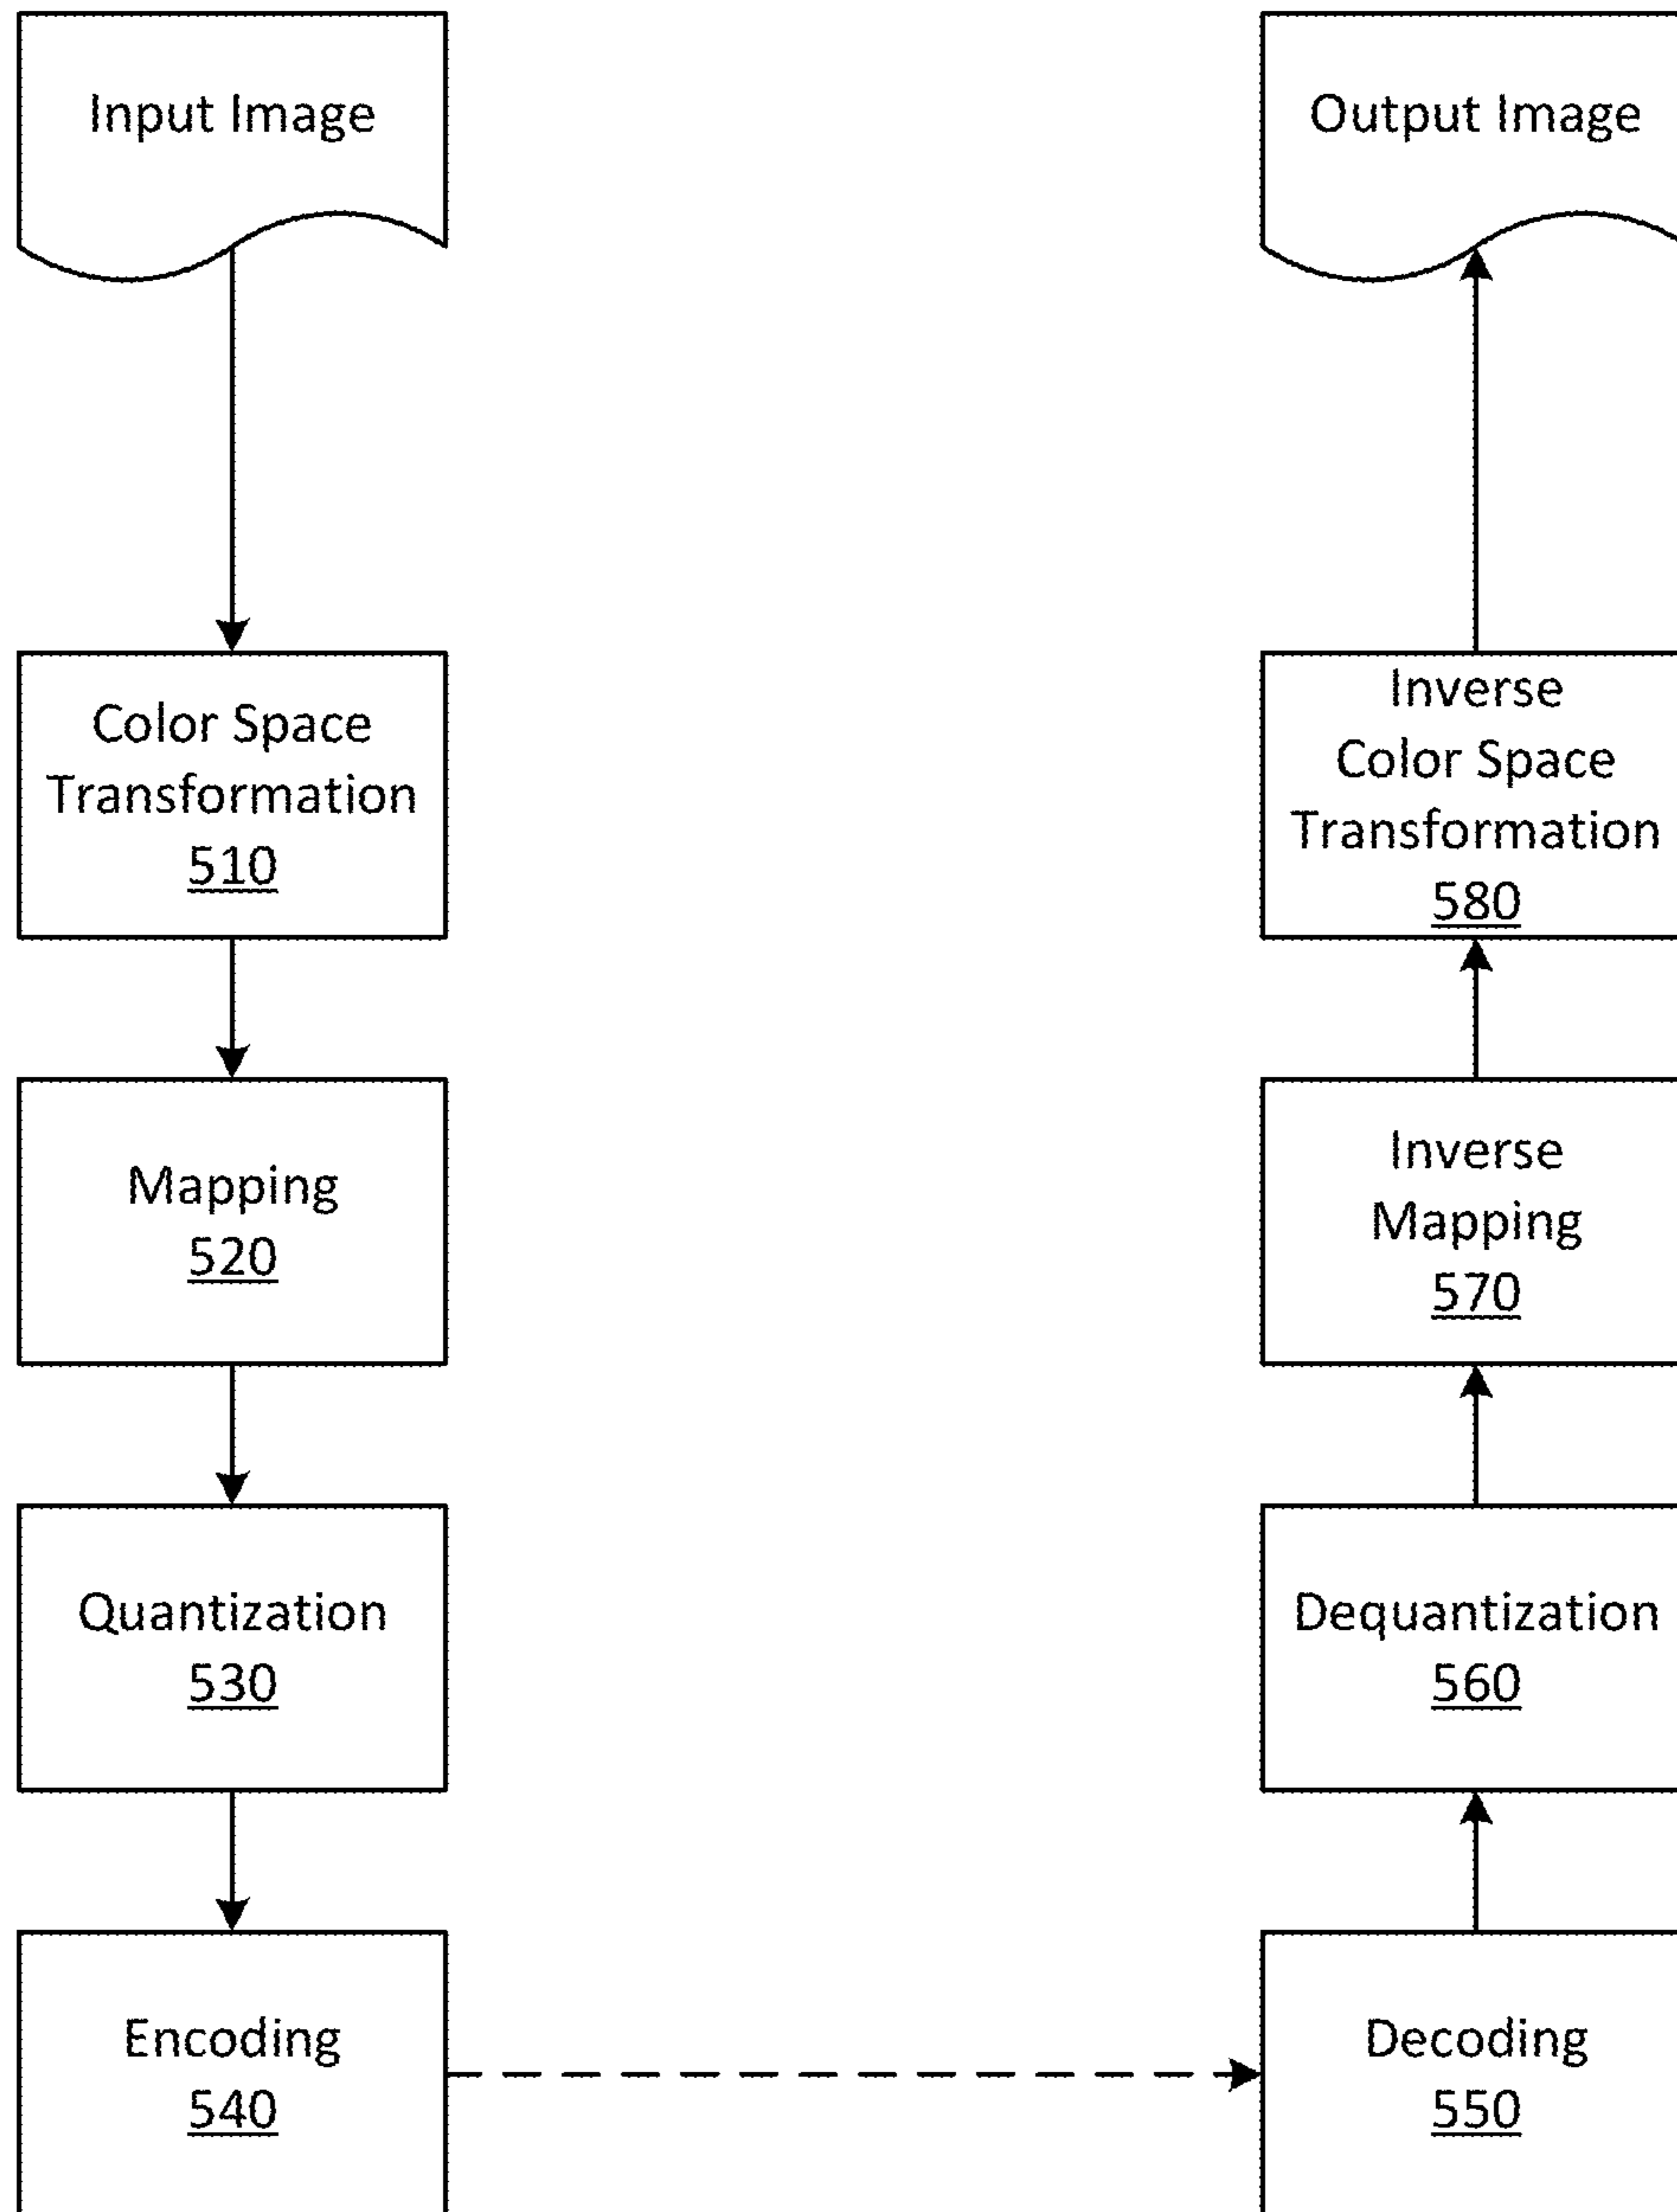 Input Image
Color Space
Transformation
510
Mapping
520
Quantization
530
Encoding
540
Output Image
Inverse
Color Space
Transformation
580
Inverse
Mapping
570
Dequantization
560
Decoding
550